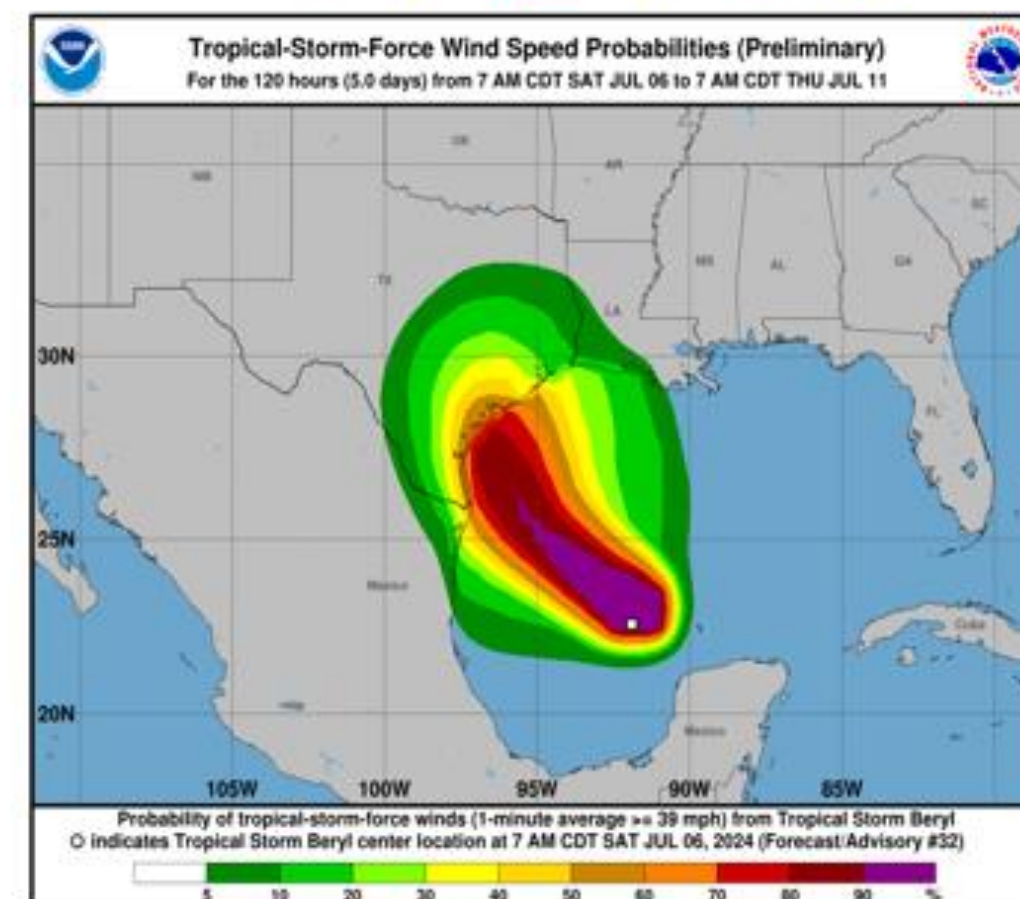 Tropical-Storm-Force Wind Speed Probabilities (Preliminary)
For the 120 hours (5.0 days) from 7 AM CDT SAT JUL 06 to 7 AM CDT THU JUL 11
OK
AR
NM
SC
MS
AL
GA
TX
LA
30N
FL
25N
Mexico
Cuba
20N
Mexico
105W
100W
95W
90W
85W
Probability of tropical-storm-force winds (1-minute average >= 39 mph) from Tropical Storm Beryl
O indicates Tropical Storm Beryl center location at 7 AM CDT SAT JUL 06, 2024 (Forecast/Advisory #32)
5 10 20 30 40 50 60 70 80 90 %